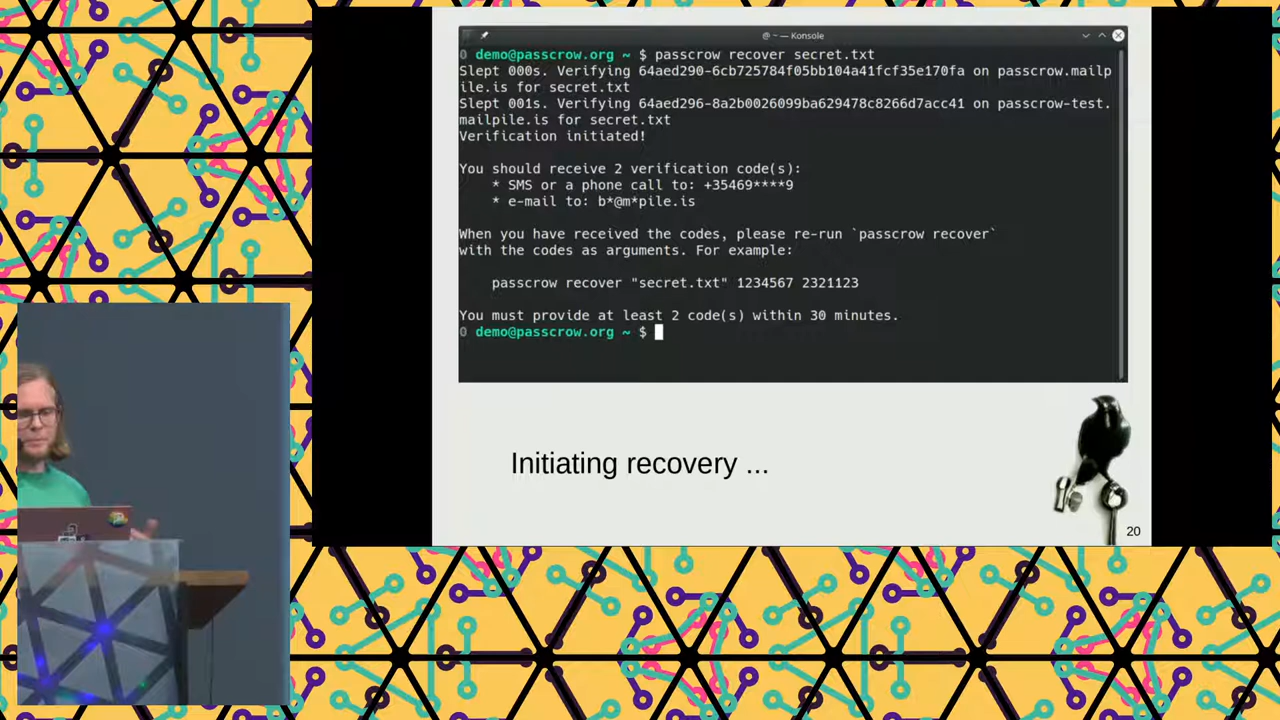 @ ~ — Konsole
0 demo@passcrow.org ~ $ passcrow recover secret.txt
Slept 000s. Verifying 64aed290-6cb725784f05bb104a41fcf35e170fa on passcrow.mailp
ile.is for secret.txt
Slept 001s. Verifying 64aed296-8a2b0026099ba629478c8266d7acc41 on passcrow-test.
mailpile.is for secret.txt
Verification initiated!
You should receive 2 verification code(s):
* SMS or a phone call to: +35469****9
* e-mail to: b*@m*pile.is
When you have received the codes, please re-run `passcrow recover`
with the codes as arguments. For example:
passcrow recover "secret.txt" 1234567 2321123
You must provide at least 2 code(s) within 30 minutes.
0 demo@passcrow.org ~ $
Initiating recovery ...
20